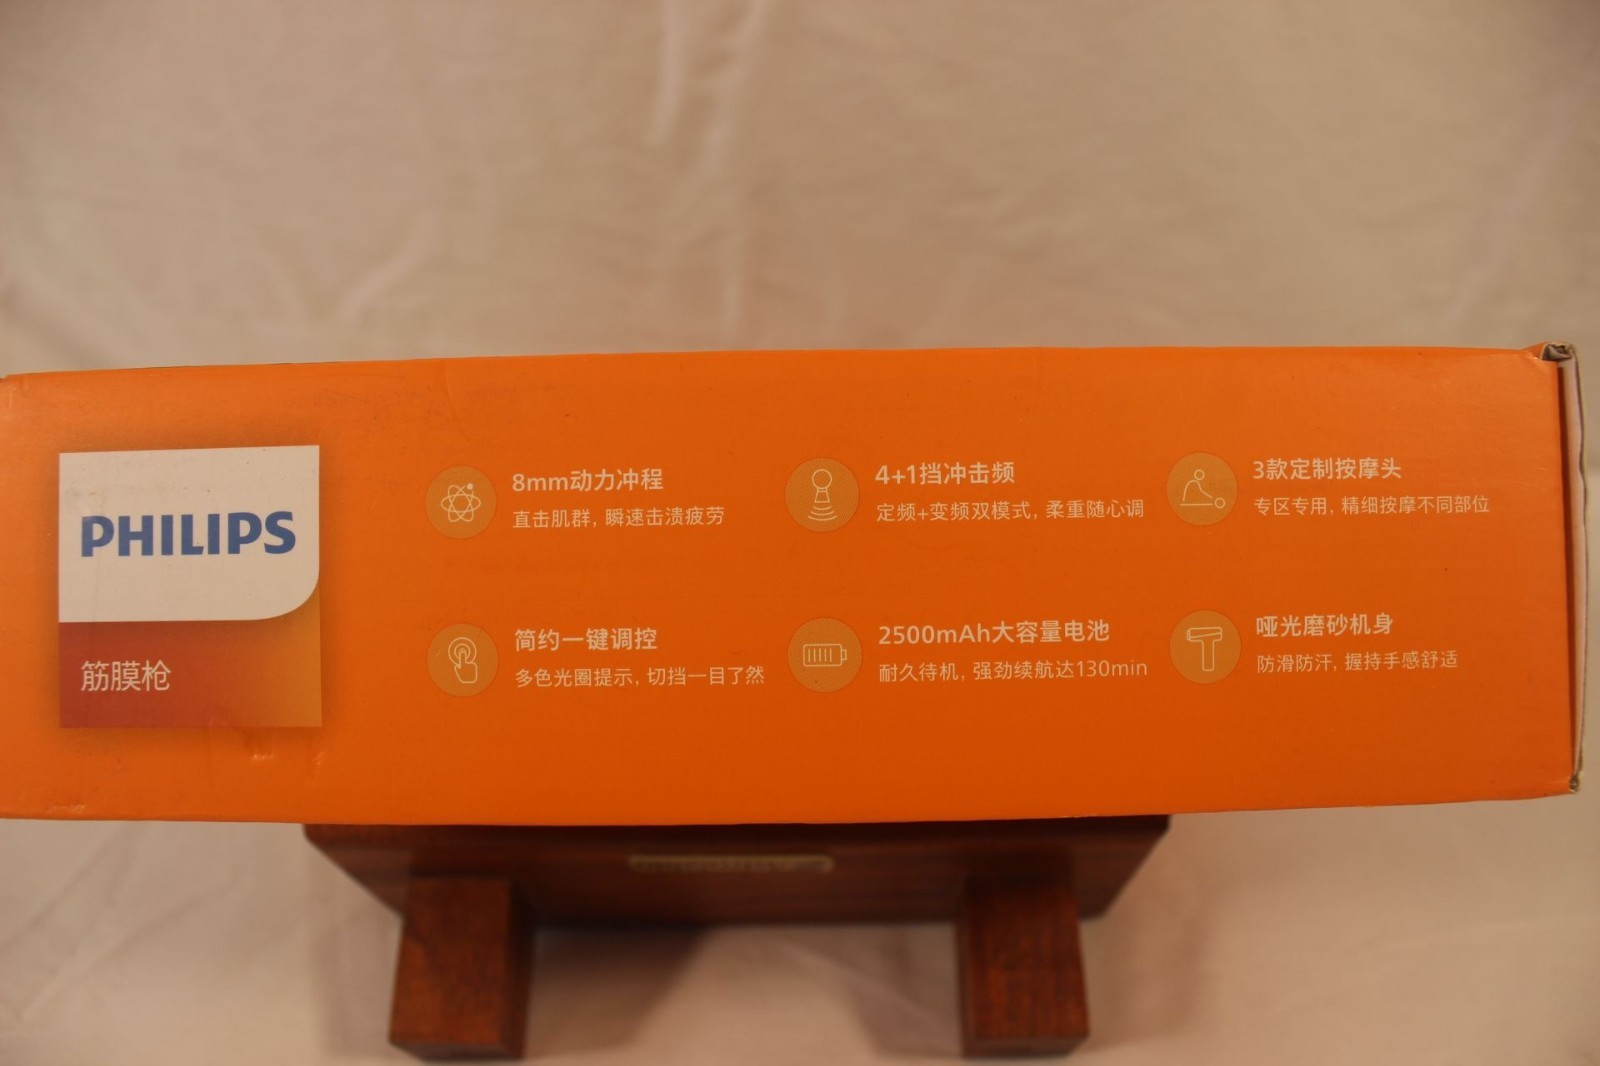 PHILIPS
筋膜枪
8mm动力冲程
直击肌群, 瞬速击溃疲劳
4+1挡冲击频
定频+变频双模式, 柔重随心调
3款定制按摩头
专区专用, 精细按摩不同部位
简约一键调控
多色光圈提示, 切挡一目了然
2500mAh大容量电池
耐久待机, 强劲续航达130min
哑光磨砂机身
防滑防汗, 握持手感舒适